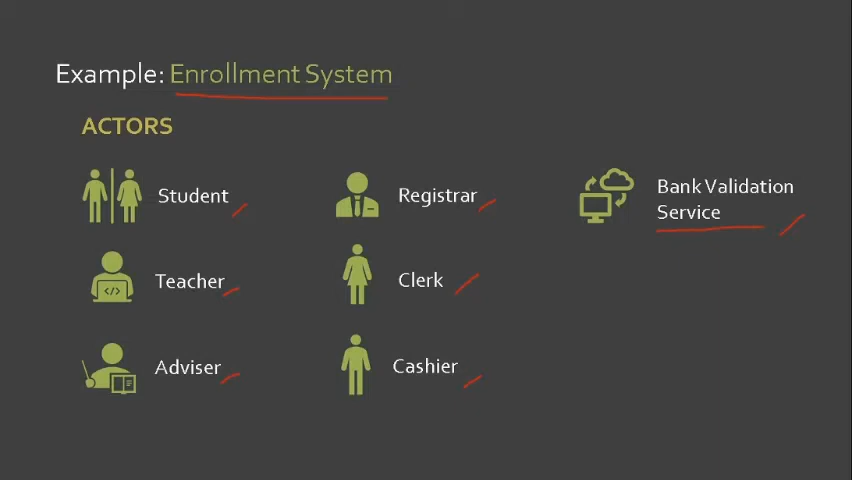 Example: Enrollment System
ACTORS
Student
Teacher
Adviser
Registrar
Clerk
Cashier
Bank Validation
Service